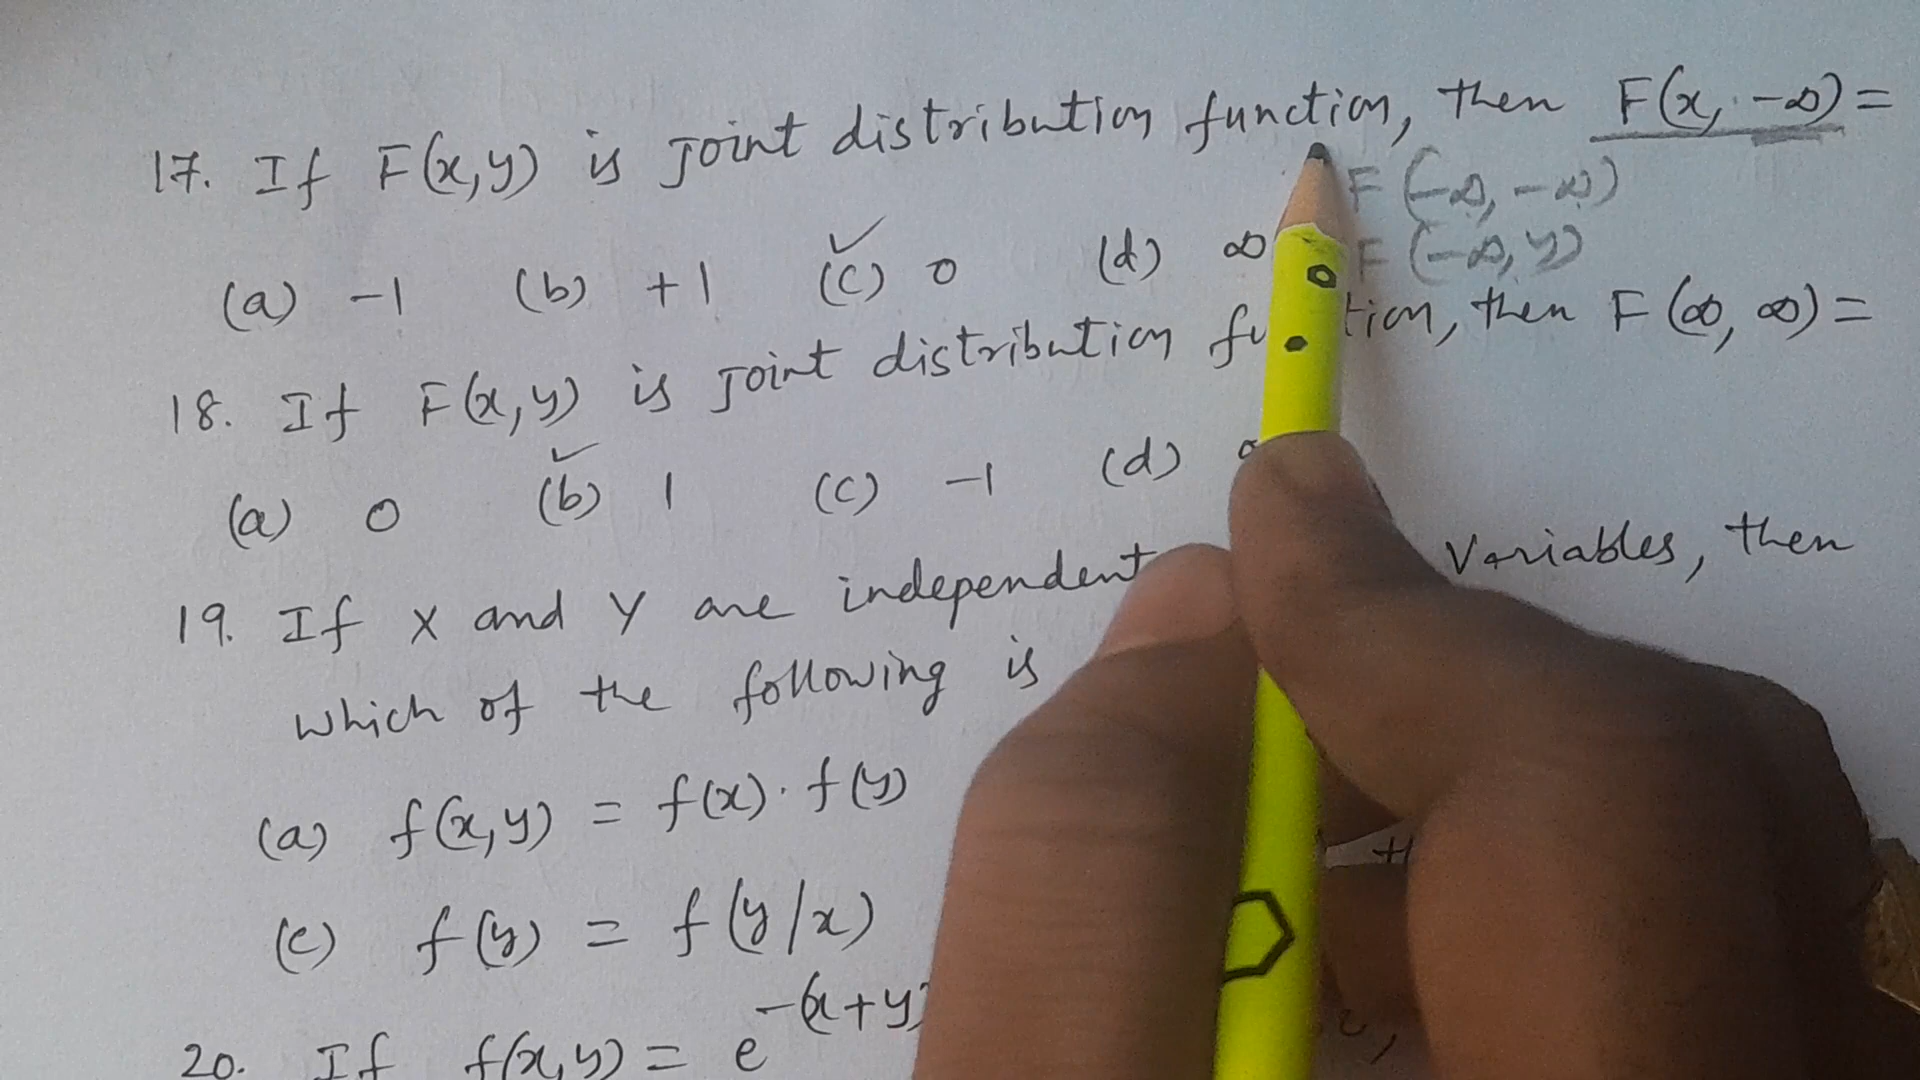 17. If F(x,y) is joint distribution function, then F(x, -∞) =
F(-∞, -∞)
(a) -1 (b) +1 (c) 0 (d) ∞ F(-∞, y)
18. If F(x,y) is joint distribution fu tion, then F(∞, ∞) =
(a) 0 (b) 1 (c) -1 (d)
19. If X and Y are independent Variables, then
which of the following is
(a) f(x,y) = f(x). f(y)
(c) f(y) = f(y/x)
20. If f(x,y) = e -(x+y)